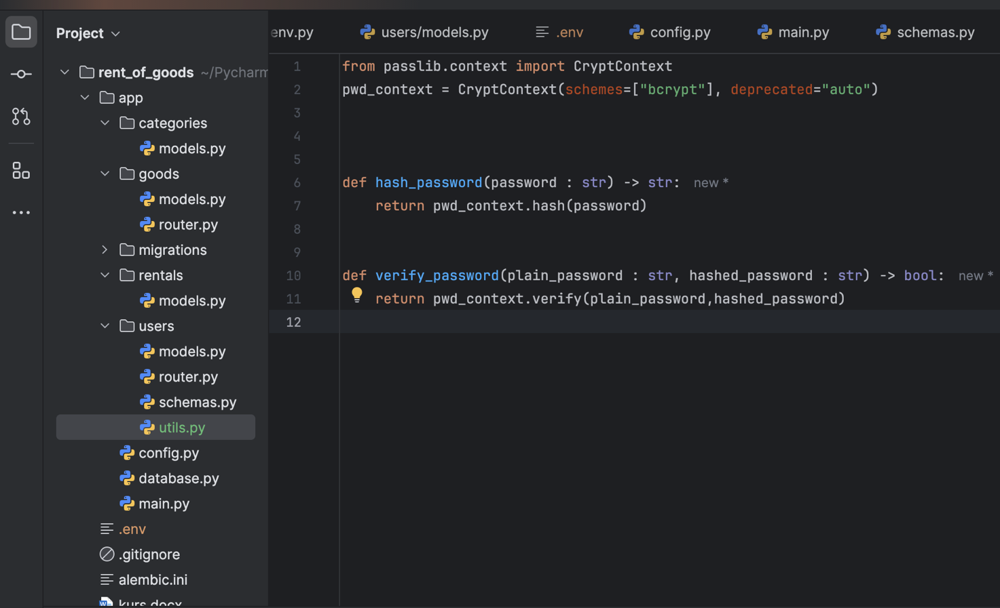 Project
env.py
users/models.py
.env
config.py
main.py
schemas.py
rent_of_goods ~/Pycharm
app
categories
models.py
goods
models.py
router.py
migrations
rentals
models.py
users
models.py
router.py
schemas.py
utils.py
config.py
database.py
main.py
.env
.gitignore
alembic.ini
kurs.docx
1 from passlib.context import CryptContext
2 pwd_context = CryptContext(schemes=["bcrypt"], deprecated="auto")
3
4
5
6 def hash_password(password : str) -> str: new *
7     return pwd_context.hash(password)
8
9
10 def verify_password(plain_password : str, hashed_password : str) -> bool: new *
11     return pwd_context.verify(plain_password,hashed_password)
12